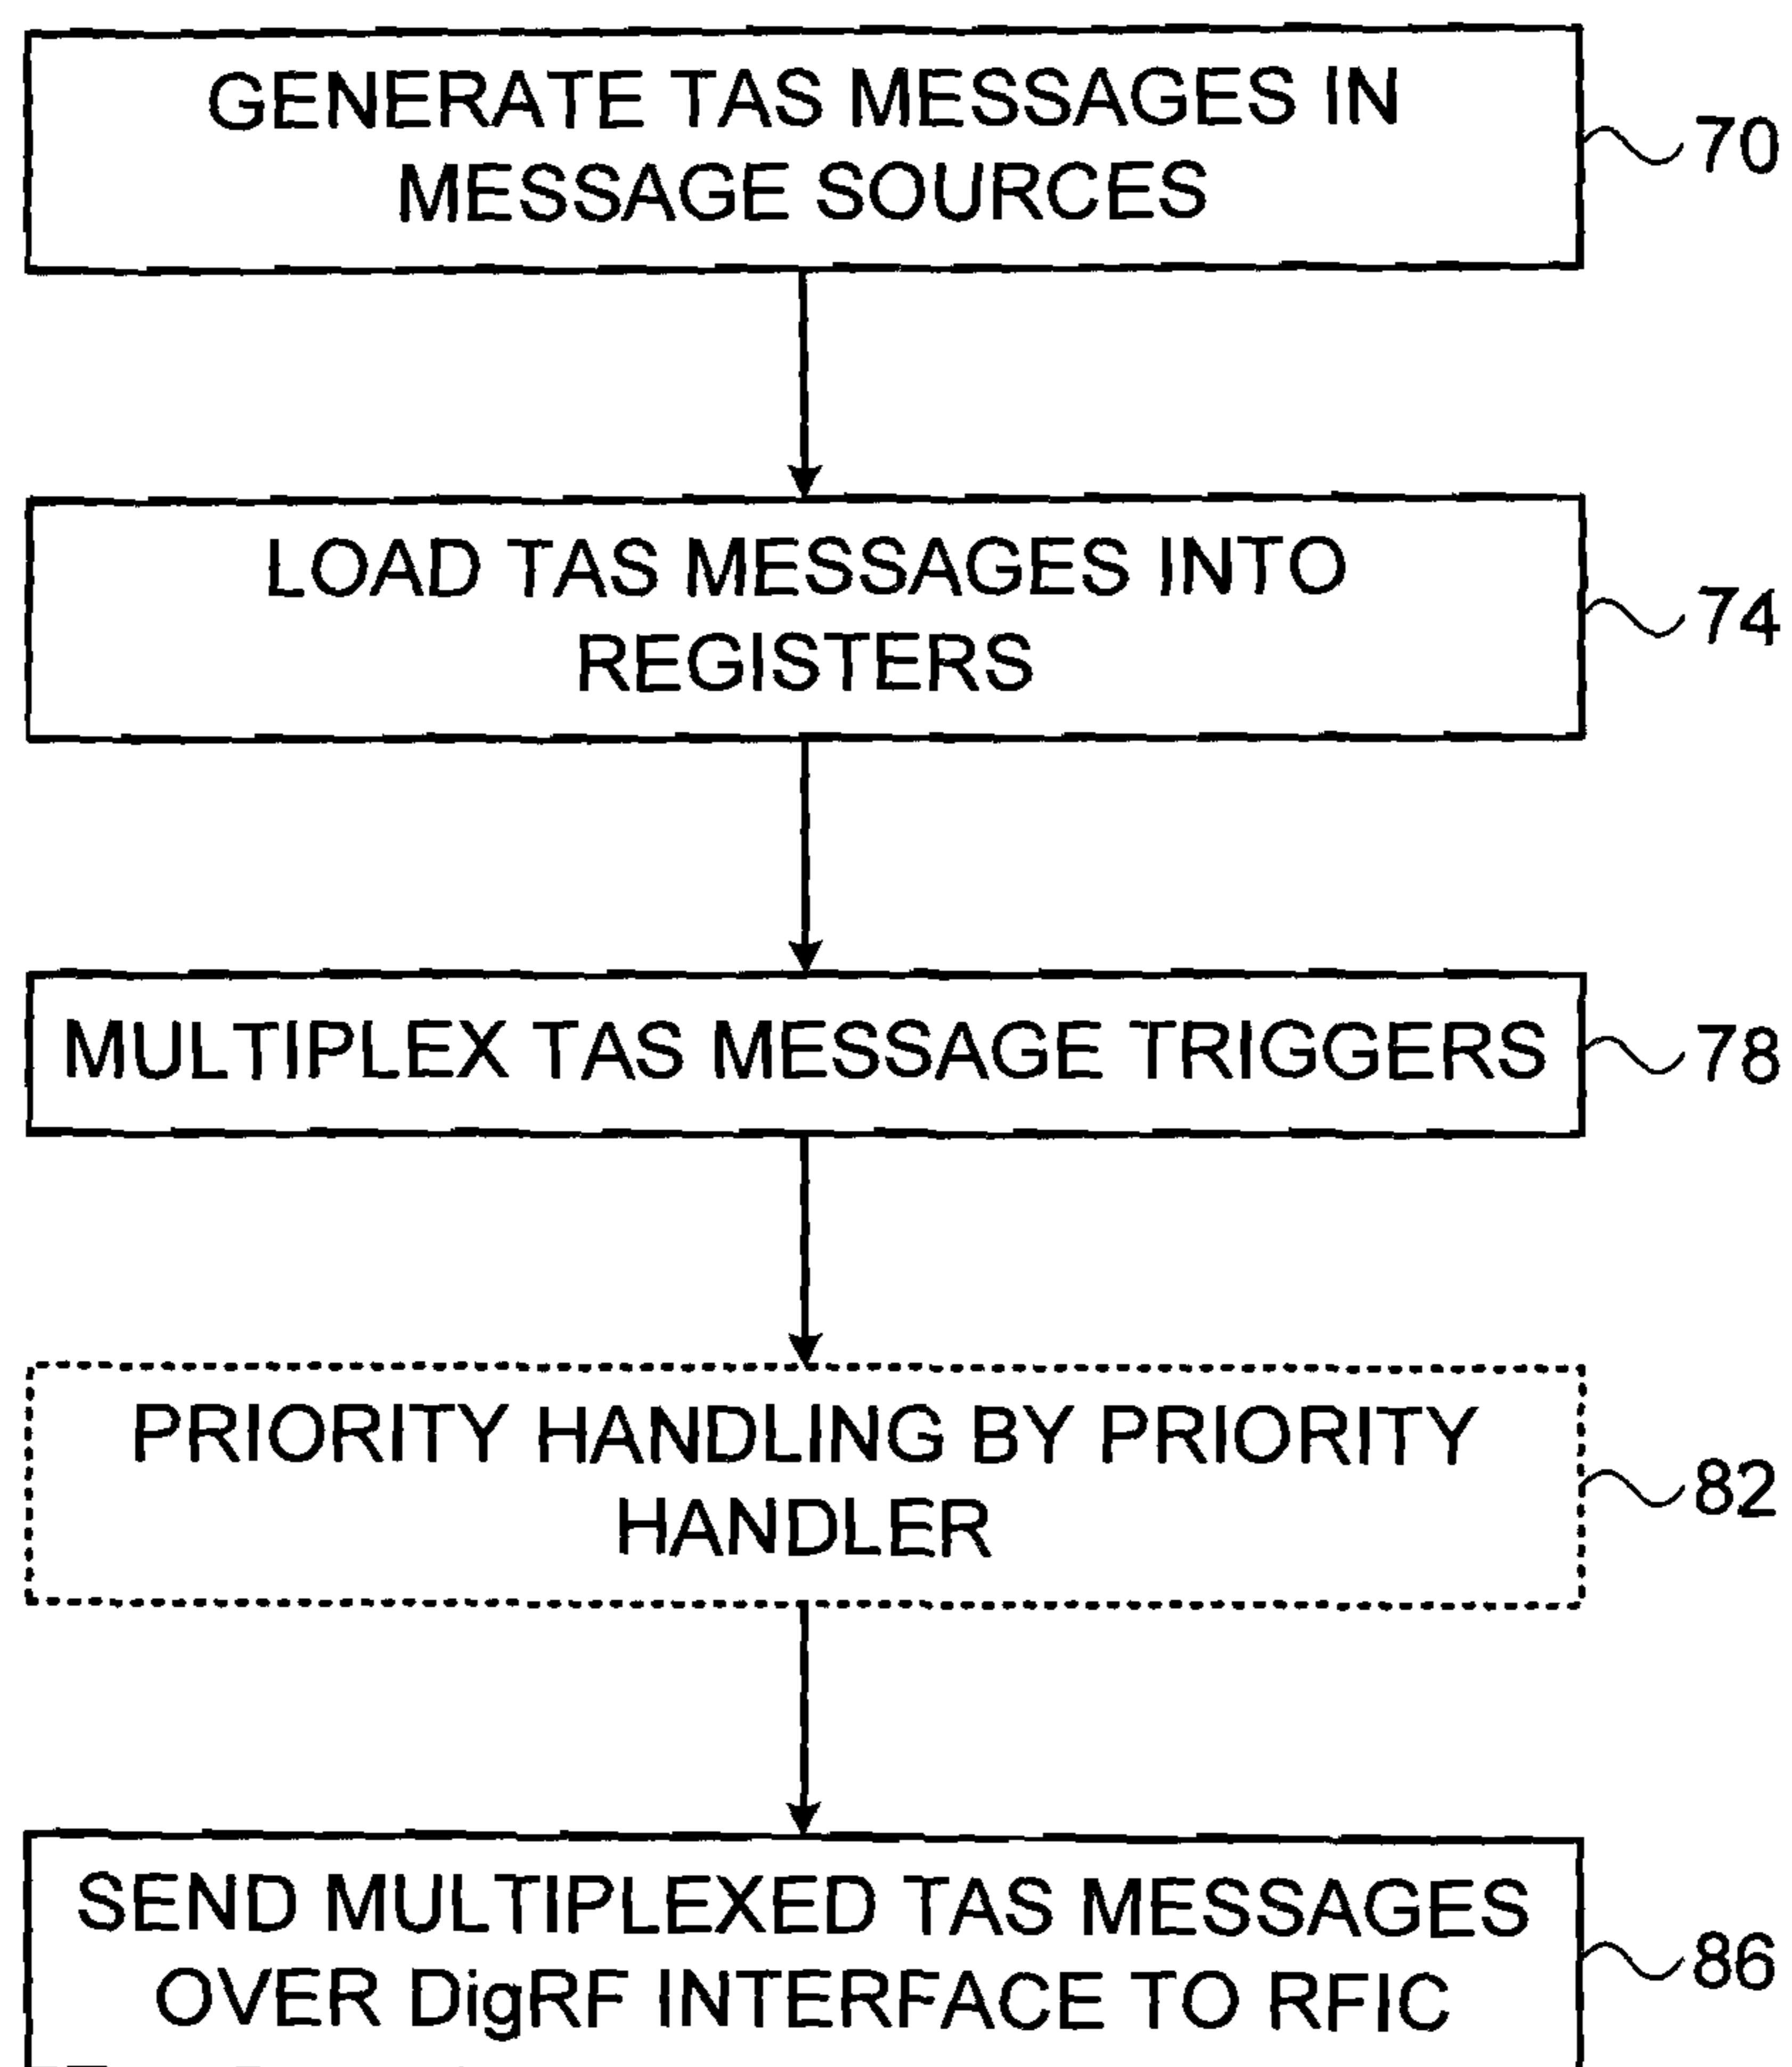 GENERATE TAS MESSAGES IN
MESSAGE SOURCES
70
LOAD TAS MESSAGES INTO
REGISTERS
74
MULTIPLEX TAS MESSAGE TRIGGERS
78
PRIORITY HANDLING BY PRIORITY
HANDLER
82
SEND MULTIPLEXED TAS MESSAGES
OVER DigRF INTERFACE TO RFIC
86